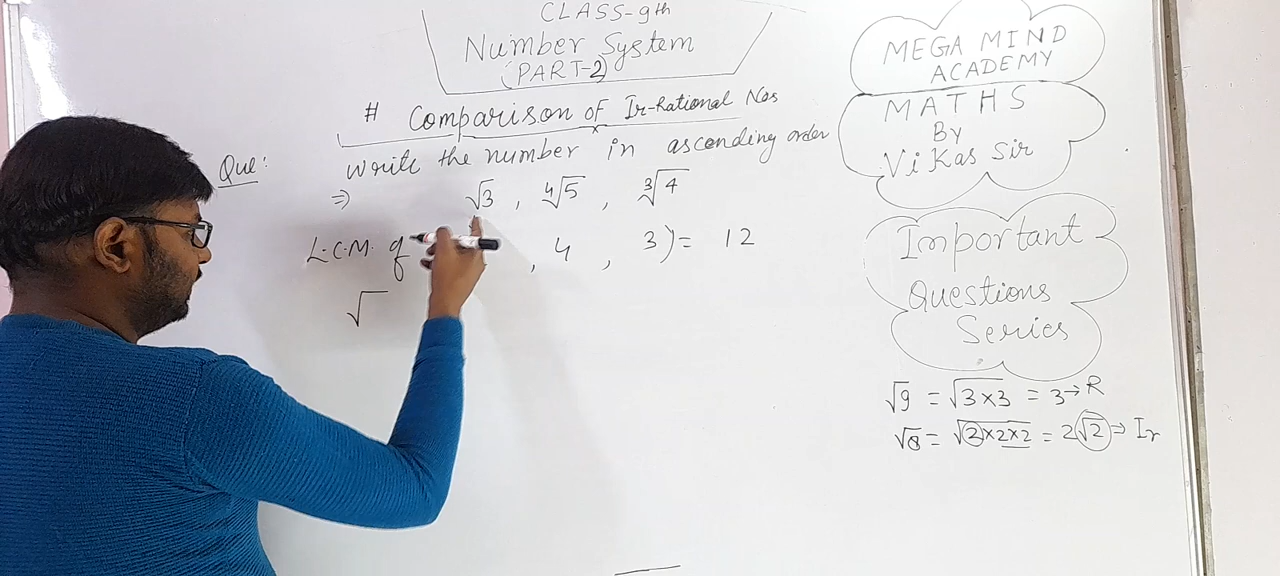 CLASS-9th
Number System
(PART-2)
# Comparison of Ir-Rational Nos
Que: Write the number in ascending order
⇒ √3 , ∜5 , ∛4
L.C.M. of , 4 , 3) = 12
√
MEGA MIND
ACADEMY
MATHS
By
Vikas Sir
Important
Questions
Series
√9 = √3×3 = 3→R
√8 = √2×2×2 = 2√2 → Ir